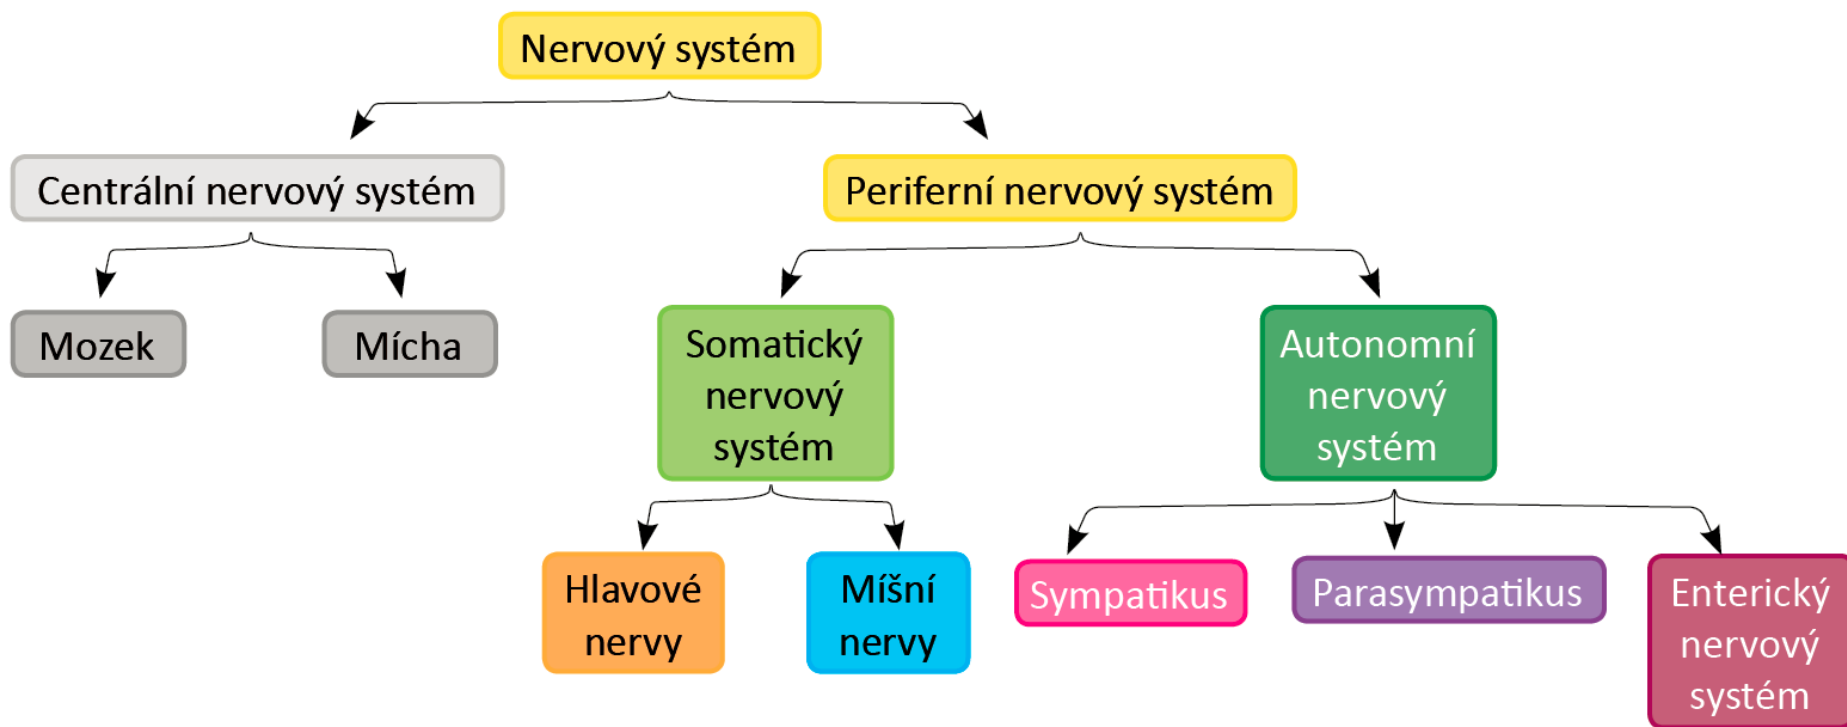 Nervový systém
Centrální nervový systém
Periferní nervový systém
Mozek
Mícha
Somatický
nervový
systém
Autonomní
nervový
systém
Hlavové
nervy
Míšní
nervy
Sympatikus
Parasympatikus
Enterický
nervový
systém